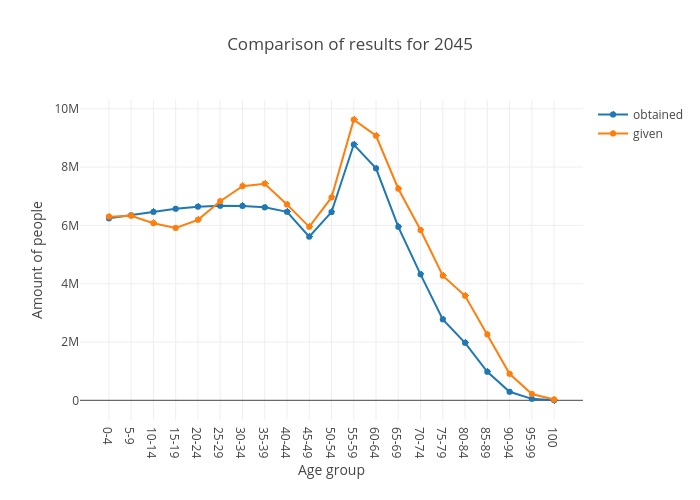 Comparison of results for 2045
obtained
given
Amount of people
10M
8M
6M
4M
2M
0
0-4
5-9
10-14
15-19
20-24
25-29
30-34
35-39
40-44
45-49
50-54
55-59
60-64
65-69
70-74
75-79
80-84
85-89
90-94
95-99
100
Age group